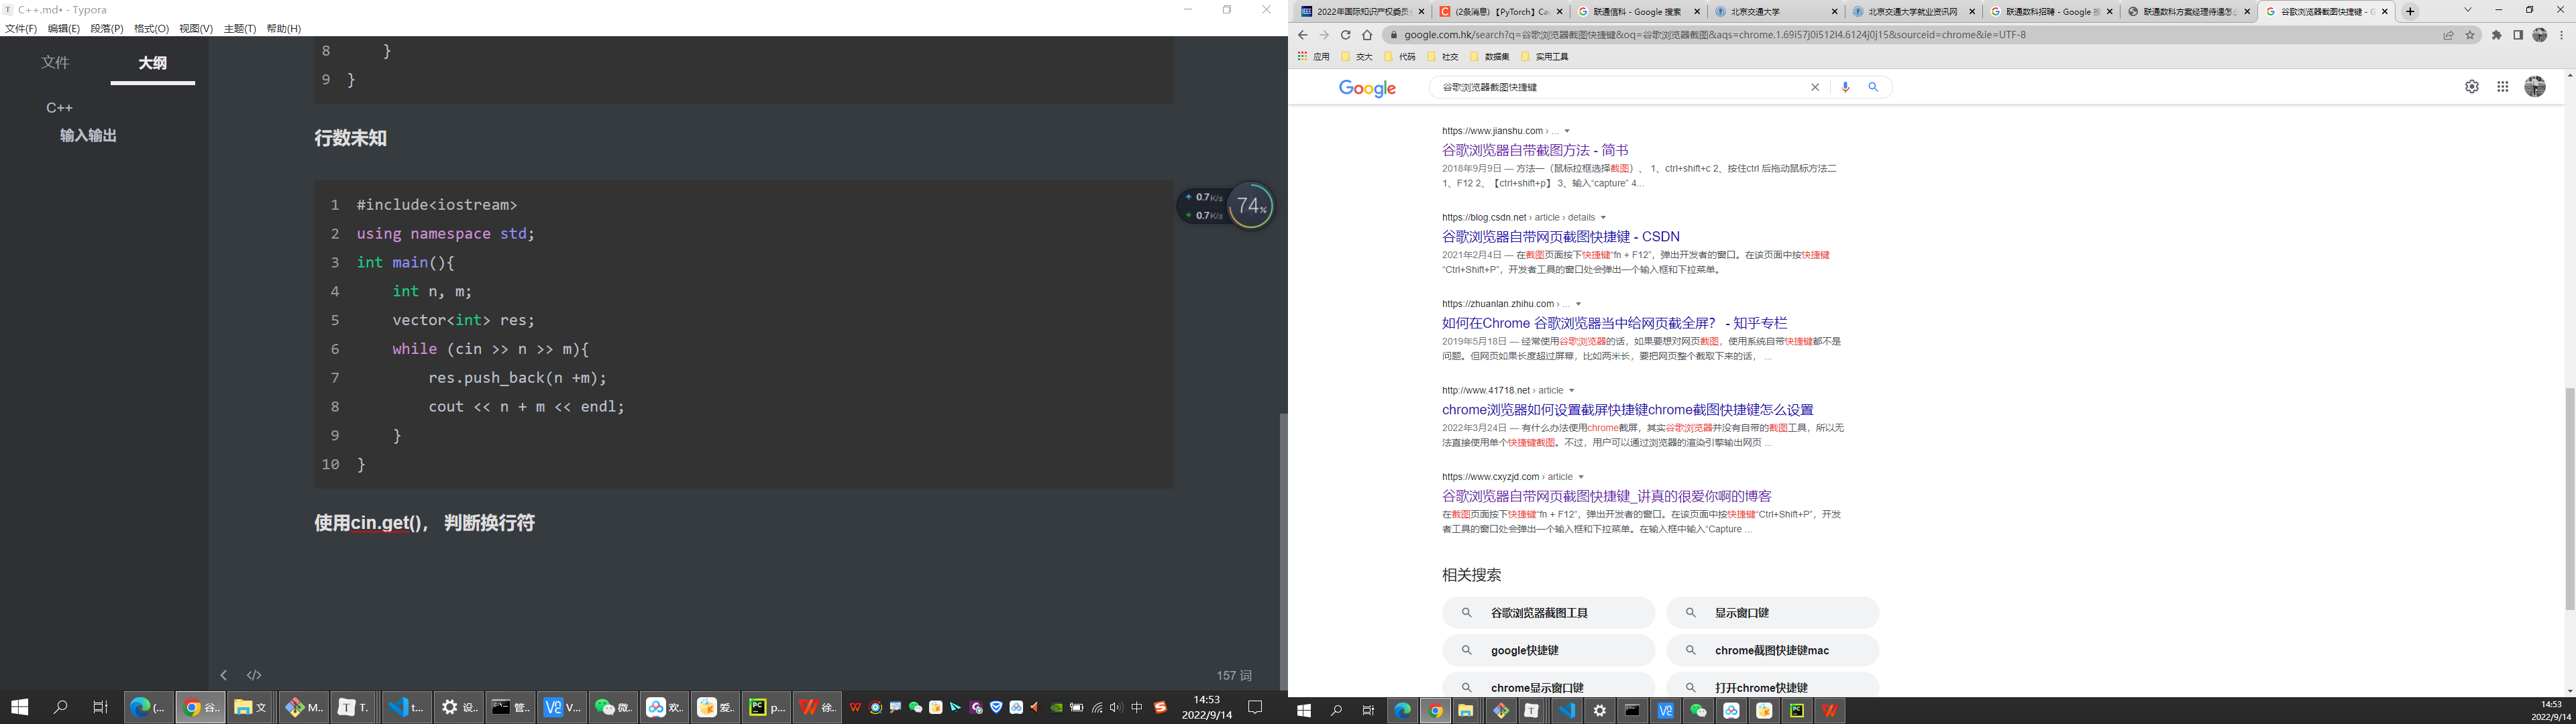 C++.md• - Typora
文件(F) 编辑(E) 段落(P) 格式(O) 视图(V) 主题(T) 帮助(H)
文件 大纲
C++
输入输出
8 }
9 }
行数未知
1 #include<iostream>
2 using namespace std;
3 int main(){
4 int n, m;
5 vector<int> res;
6 while (cin >> n >> m){
7 res.push_back(n +m);
8 cout << n + m << endl;
9 }
10 }
使用cin.get()， 判断换行符
0.7K/s
0.7K/s
74%
157 词
14:53
2022/9/14
2022年国际知识产权委员
(2条消息) 【PyTorch】Ca
联通信科 - Google 搜索
北京交通大学
北京交通大学就业资讯网
联通数科招聘 - Google 搜
联通数科方案经理待遇怎么
谷歌浏览器截图快捷键 - G
google.com.hk/search?q=谷歌浏览器截图快捷键&oq=谷歌浏览器截图&aqs=chrome.1.69i57j0i512l4.6124j0j15&sourceid=chrome&ie=UTF-8
应用 交大 代码 社交 数据集 实用工具
Google
谷歌浏览器截图快捷键
https://www.jianshu.com › ...
谷歌浏览器自带截图方法 - 简书
2018年9月9日 — 方法一（鼠标拉框选择截图）、 1、ctrl+shift+c 2、按住ctrl 后拖动鼠标方法二
1、F12 2、【ctrl+shift+p】 3、输入“capture” 4...
https://blog.csdn.net › article › details
谷歌浏览器自带网页截图快捷键 - CSDN
2021年2月4日 — 在截图页面按下快捷键“fn + F12”，弹出开发者的窗口。在该页面中按快捷键
“Ctrl+Shift+P”，开发者工具的窗口处会弹出一个输入框和下拉菜单。
https://zhuanlan.zhihu.com › ...
如何在Chrome 谷歌浏览器当中给网页截全屏？ - 知乎专栏
2019年5月18日 — 经常使用谷歌浏览器的话，如果要想对网页截图，使用系统自带快捷键都不是
问题。但网页如果长度超过屏幕，比如两米长，要把网页整个截取下来的话， ...
http://www.41718.net › article
chrome浏览器如何设置截屏快捷键chrome截图快捷键怎么设置
2022年3月24日 — 有什么办法使用chrome截屏，其实谷歌浏览器并没有自带的截图工具，所以无
法直接使用单个快捷键截图。不过，用户可以通过浏览器的渲染引擎输出网页 ...
https://www.cxyzjd.com › article
谷歌浏览器自带网页截图快捷键_讲真的很爱你啊的博客
在截图页面按下快捷键“fn + F12”，弹出开发者的窗口。在该页面中按快捷键“Ctrl+Shift+P”，开发
者工具的窗口处会弹出一个输入框和下拉菜单。在输入框中输入“Capture ...
相关搜索
谷歌浏览器截图工具 显示窗口键
google快捷键 chrome截图快捷键mac
chrome显示窗口键 打开chrome快捷键
14:53
2022/9/14